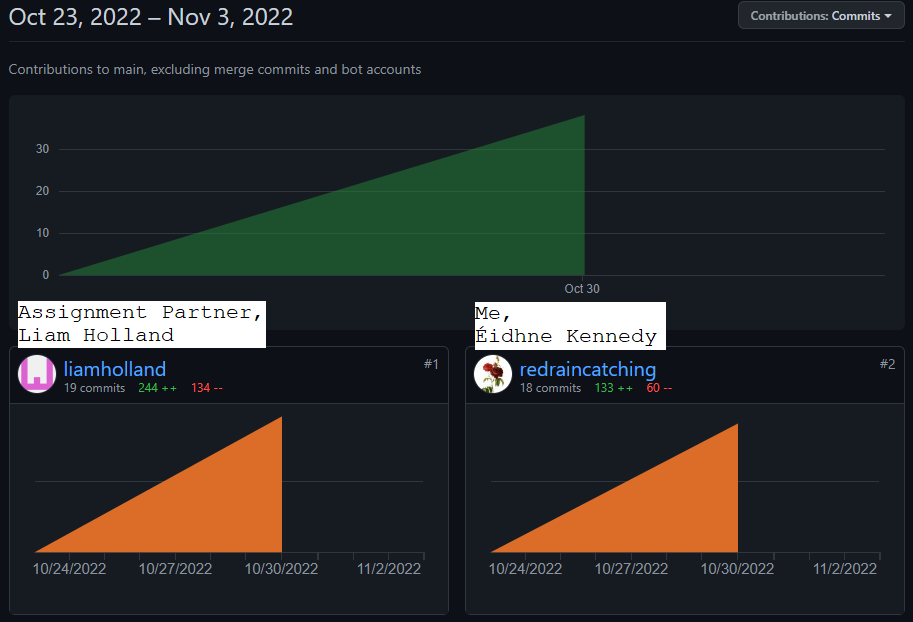 Oct 23, 2022 – Nov 3, 2022
Contributions: Commits
Contributions to main, excluding merge commits and bot accounts
30
20
10
0
Oct 30
Assignment Partner,
Liam Holland
liamholland
#1
19 commits 244 ++ 134 --
10/24/2022 10/27/2022 10/30/2022 11/2/2022
Me,
Éidhne Kennedy
redraincatching
#2
18 commits 133 ++ 60 --
10/24/2022 10/27/2022 10/30/2022 11/2/2022